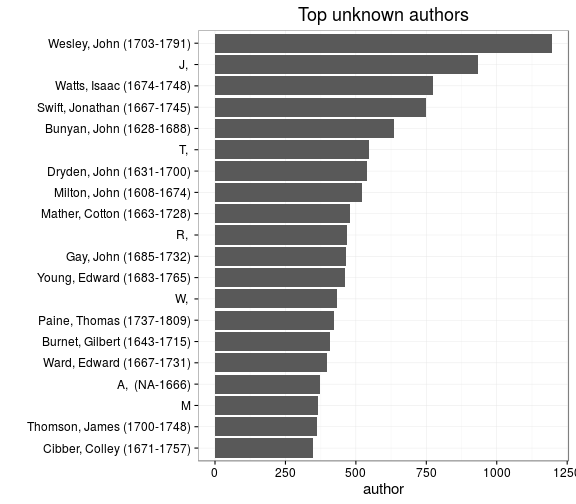 Top unknown authors
Wesley, John (1703-1791)
J,
Watts, Isaac (1674-1748)
Swift, Jonathan (1667-1745)
Bunyan, John (1628-1688)
T,
Dryden, John (1631-1700)
Milton, John (1608-1674)
Mather, Cotton (1663-1728)
R,
Gay, John (1685-1732)
Young, Edward (1683-1765)
W,
Paine, Thomas (1737-1809)
Burnet, Gilbert (1643-1715)
Ward, Edward (1667-1731)
A, (NA-1666)
M
Thomson, James (1700-1748)
Cibber, Colley (1671-1757)
0 250 500 750 1000 1250
author